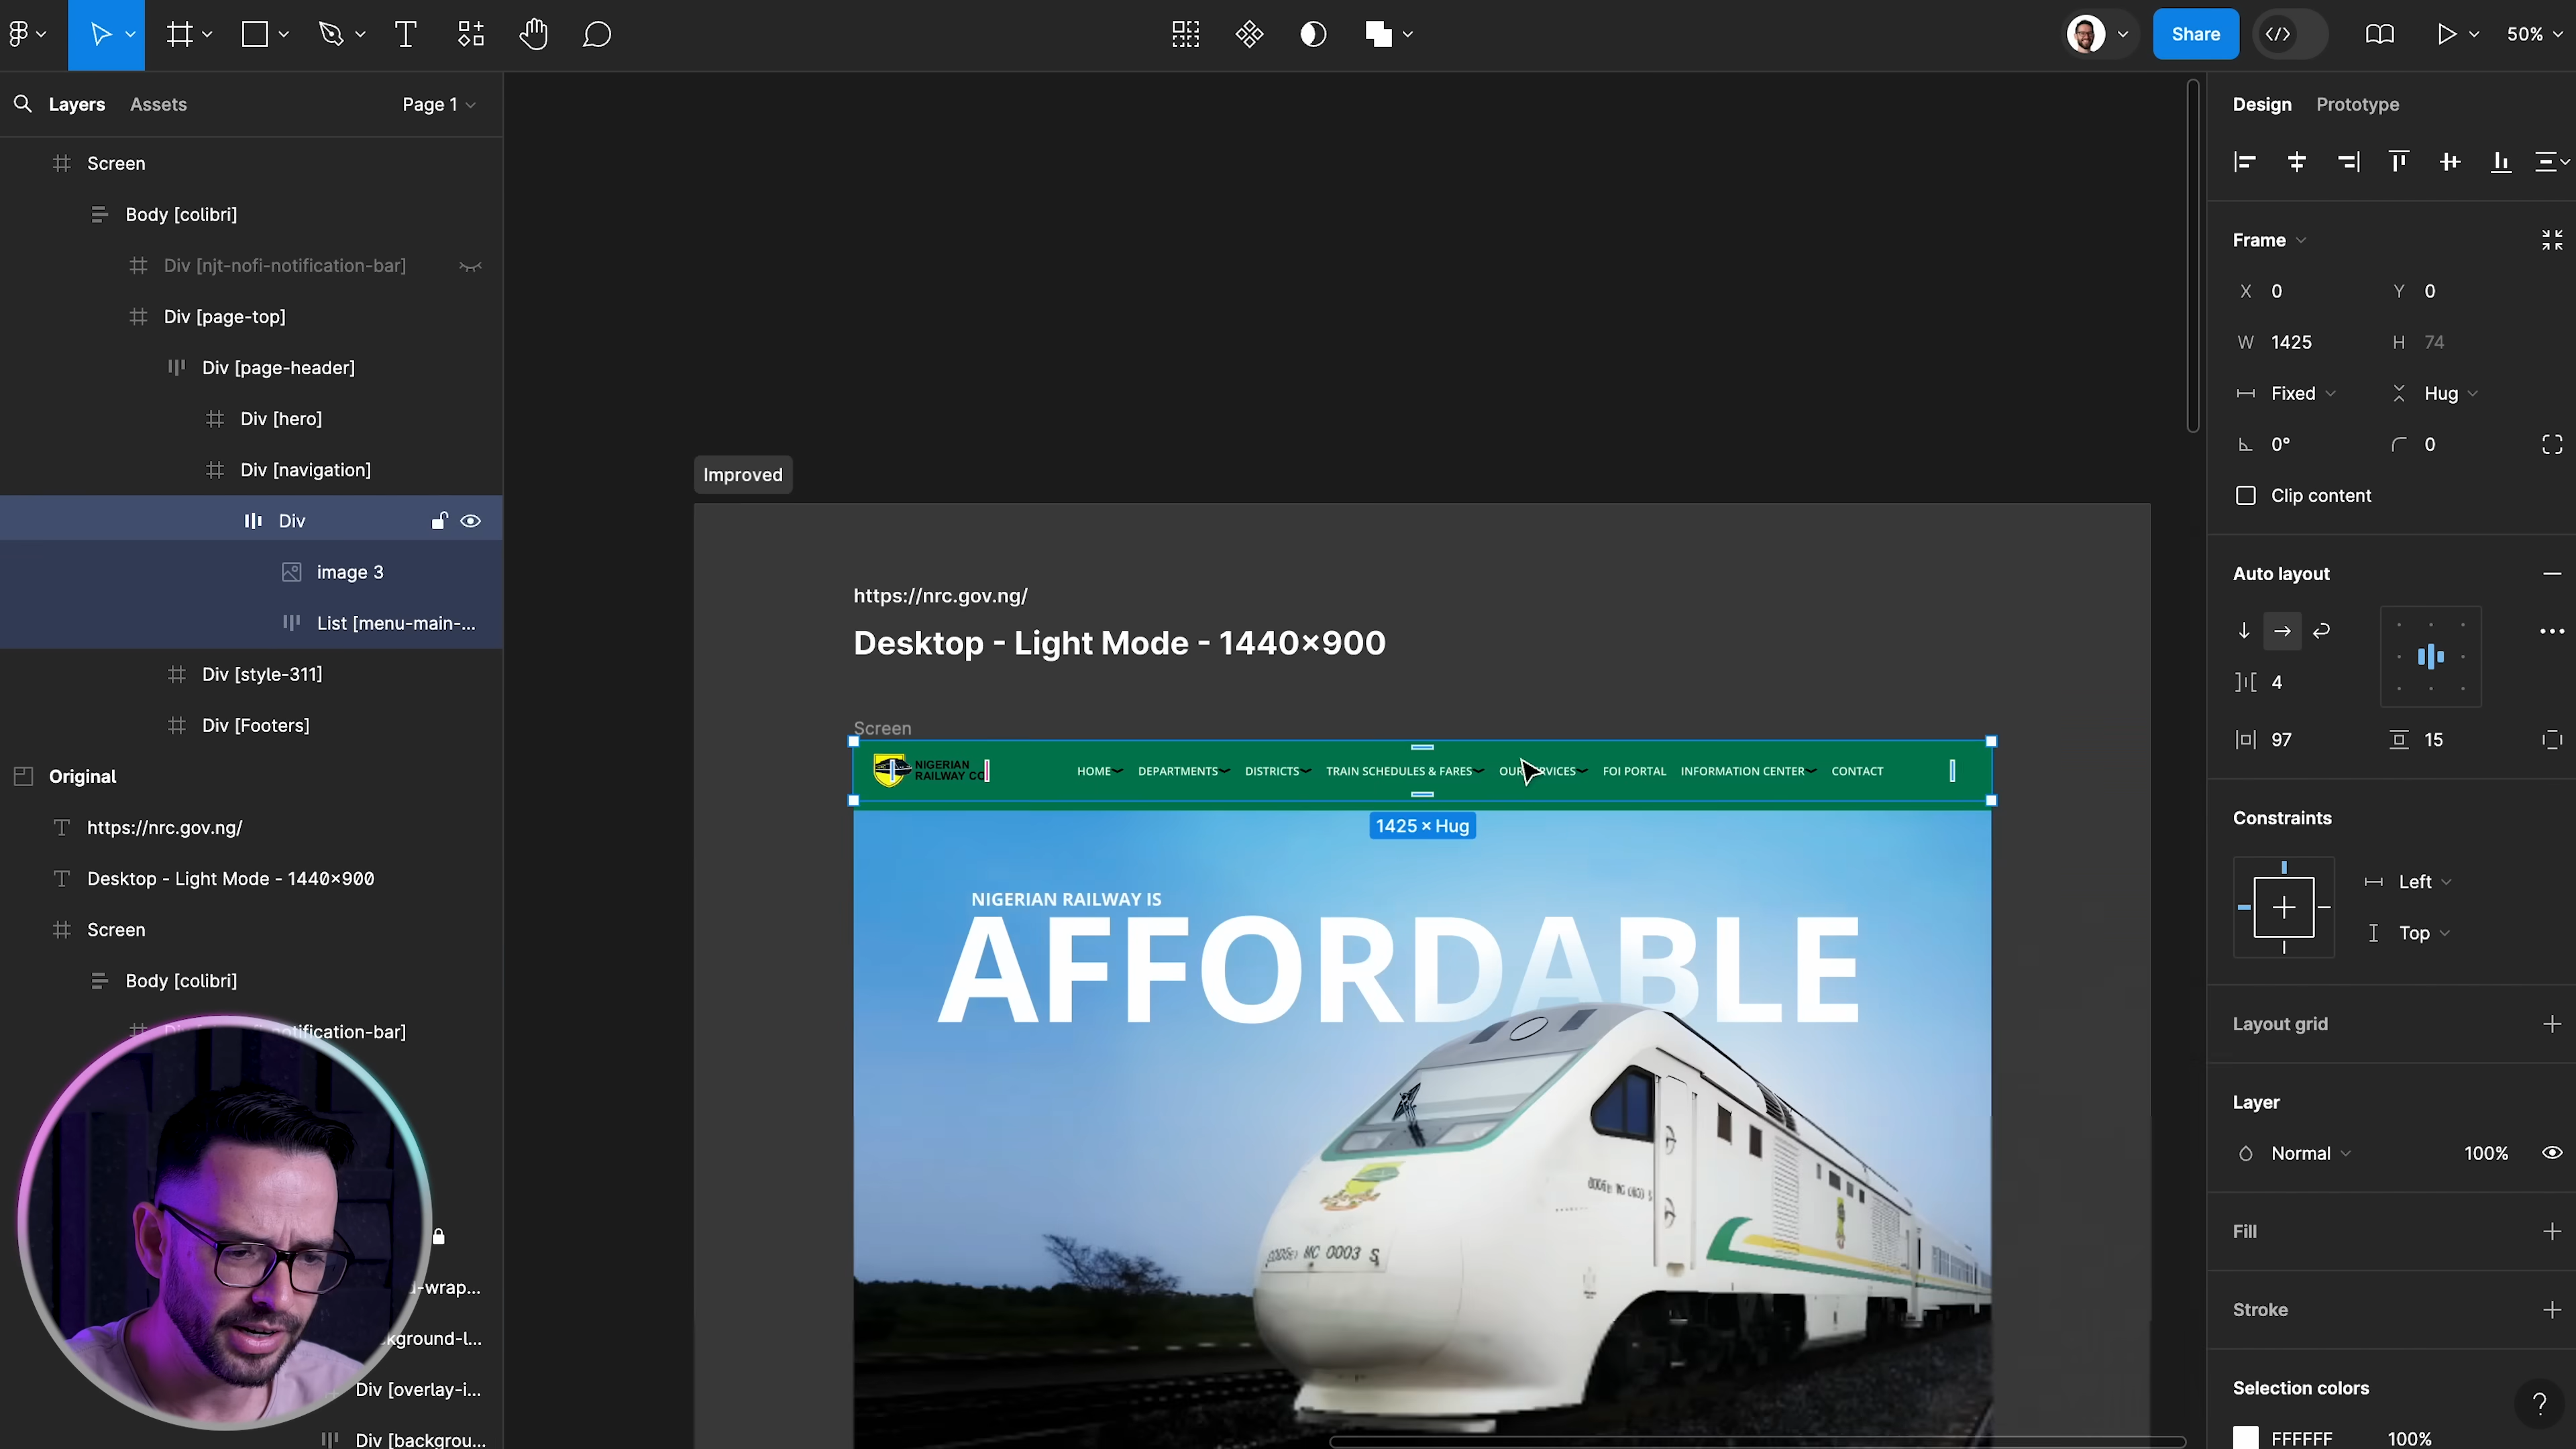 Share
50%
Layers
Assets
Page 1
Screen
Body [colibri]
Div [njt-nofi-notification-bar]
Div [page-top]
Div [page-header]
Div [hero]
Div [navigation]
Div
image 3
List [menu-main-...
Div [style-311]
Div [Footers]
Original
https://nrc.gov.ng/
Desktop - Light Mode - 1440×900
Screen
Body [colibri]
Div [overlay-i...
Div [backgrou...
Improved
https://nrc.gov.ng/
Desktop - Light Mode - 1440×900
Screen
NIGERIAN
RAILWAY CO
HOME
DEPARTMENTS
DISTRICTS
TRAIN SCHEDULES & FARES
FOI PORTAL
INFORMATION CENTER
CONTACT
1425 × Hug
NIGERIAN RAILWAY IS
AFFORDABLE
Design
Prototype
Frame
X 0
Y 0
W 1425
H 74
Fixed
Hug
0°
0
Clip content
Auto layout
4
97
15
Constraints
Left
Top
Layout grid
Layer
Normal
100%
Fill
Stroke
Selection colors
?
FFFFFF
100%